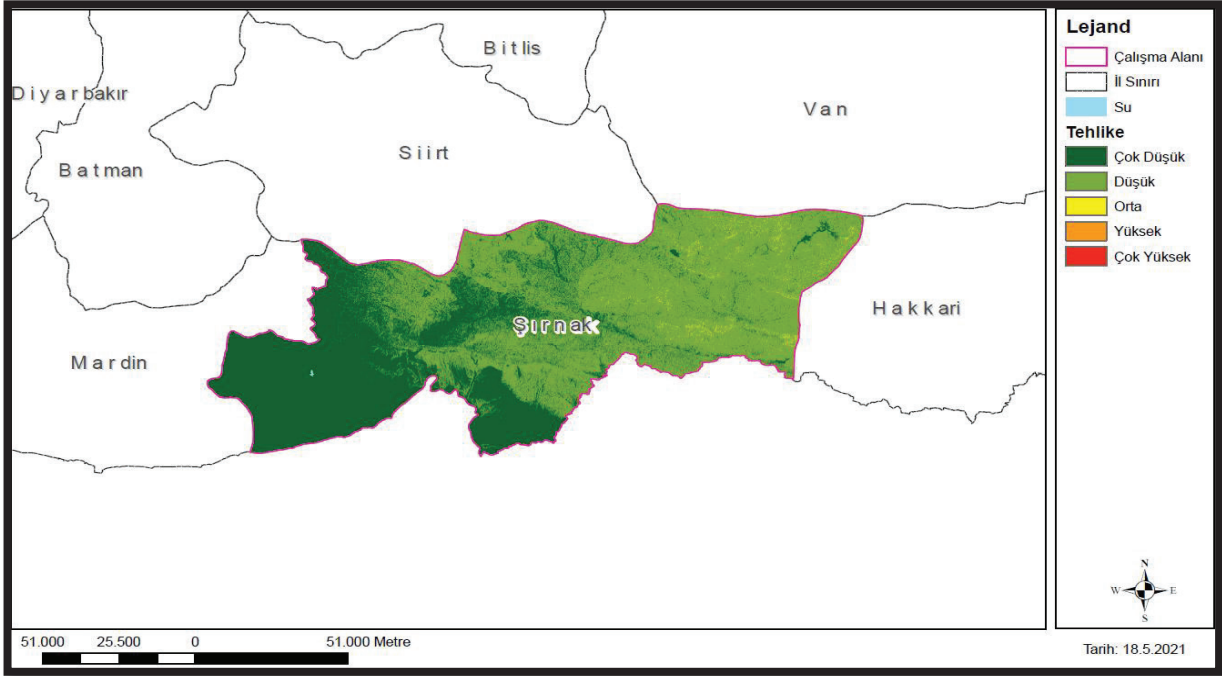 Bitlis
Diyarbakır
Van
Siirt
Batman
Hakkari
Şırnak
Mardin
51.000 25.500 0 51.000 Metre
Lejand
Çalışma Alanı
İl Sınırı
Su
Tehlike
Çok Düşük
Düşük
Orta
Yüksek
Çok Yüksek
N
W E
S
Tarih: 18.5.2021